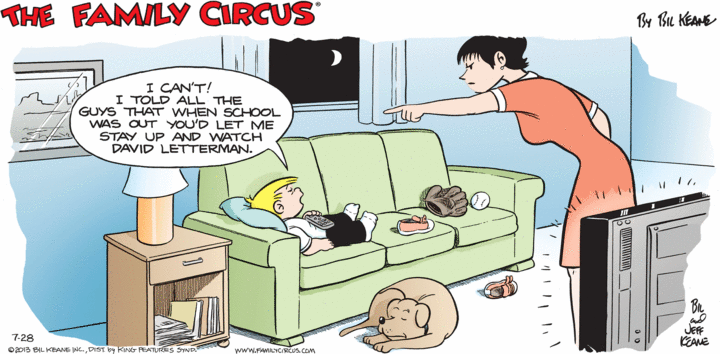 THE FAMILY CIRCUS®
BY BIL KEANE
I CAN'T!
I TOLD ALL THE
GUYS THAT WHEN SCHOOL
WAS OUT YOU'D LET ME
STAY UP AND WATCH
DAVID LETTERMAN.
7-28
©2013 BIL KEANE INC., DIST. BY KING FEATURES SYND.
WWW.FAMILYCIRCUS.COM
BIL
and
JEFF
KEANE